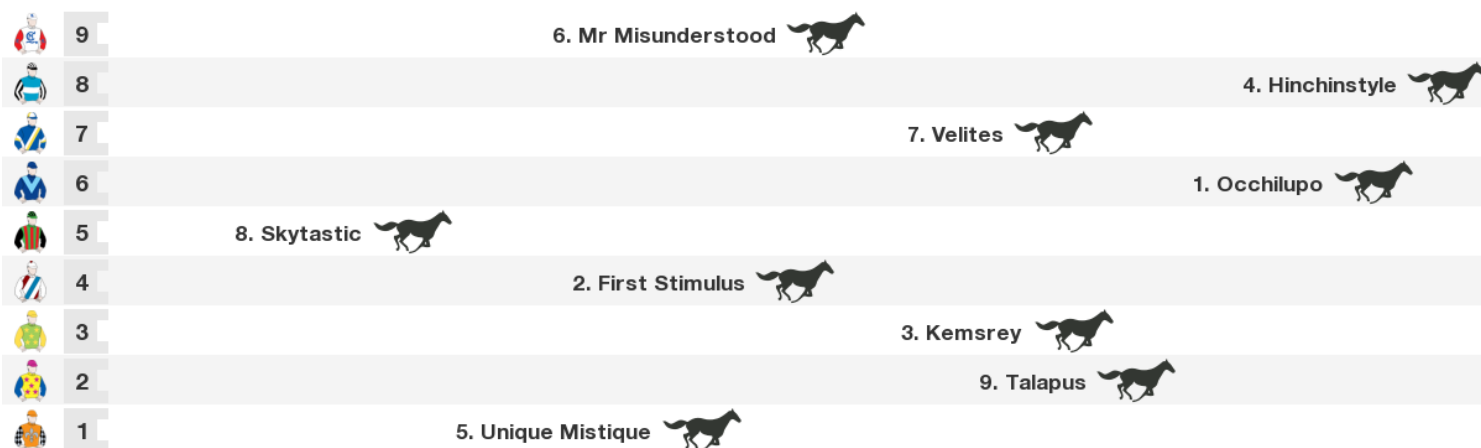 9 6. Mr Misunderstood
8 4. Hinchinstyle
7 7. Velites
6 1. Occhilupo
5 8. Skytastic
4 2. First Stimulus
3 3. Kemsrey
2 9. Talapus
1 5. Unique Mistique